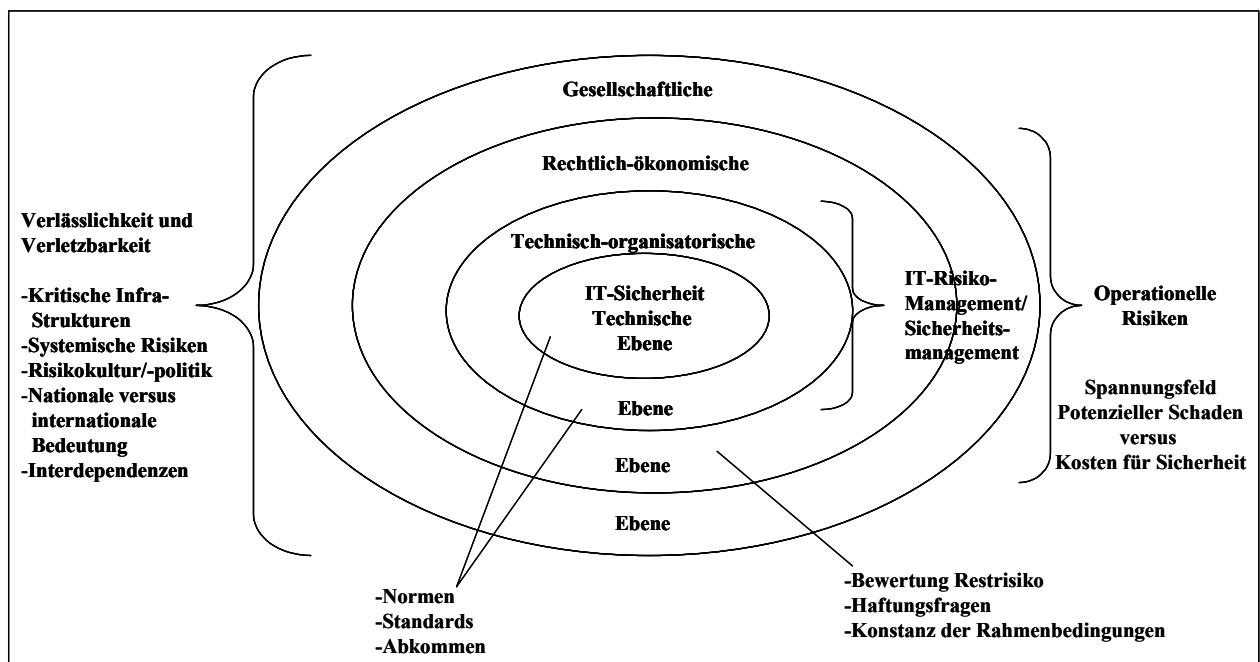 Gesellschaftliche
Rechtlich-ökonomische
Technisch-organisatorische
IT-Sicherheit
Technische
Ebene
Ebene
Ebene
Ebene
Verlässlichkeit und
Verletzbarkeit
-Kritische Infra-
Strukturen
-Systemische Risiken
-Risikokultur/-politik
-Nationale versus
internationale
Bedeutung
-Interdependenzen
IT-Risiko-
Management/
Sicherheits-
management
Operationelle
Risiken
Spannungsfeld
Potenzieller Schaden
versus
Kosten für Sicherheit
-Normen
-Standards
-Abkommen
-Bewertung Restrisiko
-Haftungsfragen
-Konstanz der Rahmenbedingungen